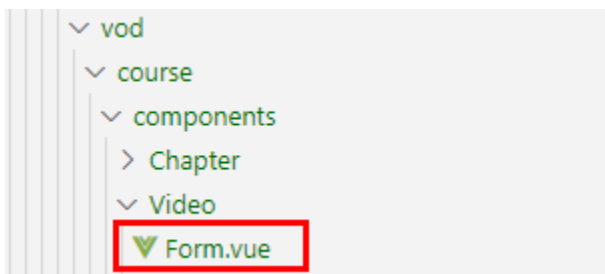 vod
course
components
Chapter
Video
Form.vue